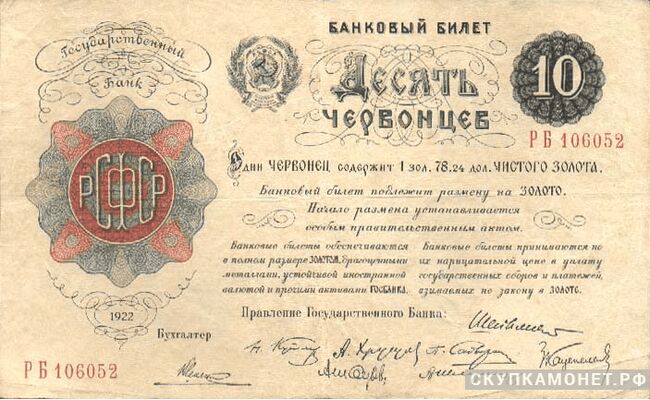 Государственный
Банк
БАНКОВЫЙ БИЛЕТ
ДЕСЯТЬ
ЧЕРВОНЦЕВ
10
РБ 106052
Один ЧЕРВОНЕЦ содержит 1 зол. 78.24 дол. ЧИСТОГО ЗОЛОТА.
Банковый билет подлежит размену на ЗОЛОТО.
Начало размена устанавливается
особым правительственным актом.
РСФСР
Банковые билеты обеспечиваются
в полном размере ЗОЛОТОМ, драгоценными
металлами, устойчивой иностранной
валютой и прочими активами ГОСБАНКА.
Банковые билеты принимаются по
их нарицательной цене в уплату
государственных сборов и платежей,
взимаемых по закону в ЗОЛОТЕ.
1922
Бухгалтер
Правление Государственного Банка:
РБ 106052
СКУПКАМОНЕТ.РФ